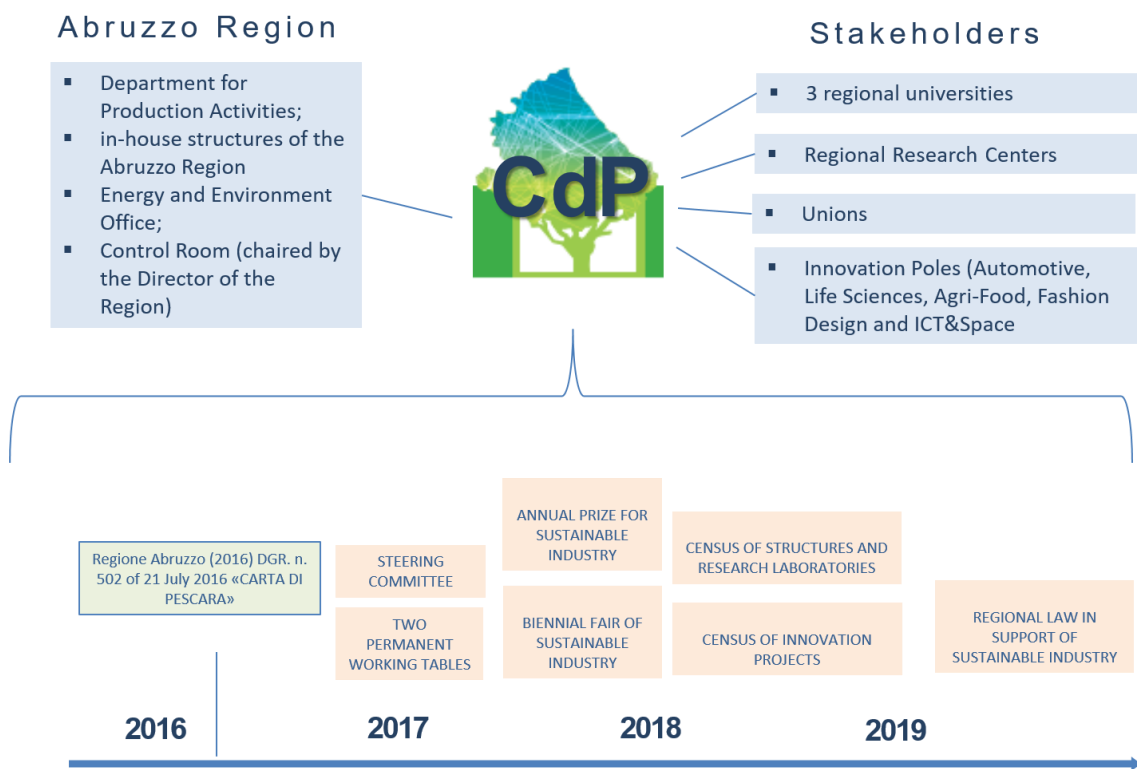 Abruzzo Region
▪ Department for
Production Activities;
▪ in-house structures of the
Abruzzo Region
▪ Energy and Environment
Office;
▪ Control Room (chaired by
the Director of the
Region)
CdP
Stakeholders
▪ 3 regional universities
▪ Regional Research Centers
▪ Unions
▪ Innovation Poles (Automotive,
Life Sciences, Agri-Food, Fashion
Design and ICT&Space
Regione Abruzzo (2016) DGR. n.
502 of 21 July 2016 «CARTA DI
PESCARA»
STEERING
COMMITTEE
TWO
PERMANENT
WORKING TABLES
ANNUAL PRIZE FOR
SUSTAINABLE
INDUSTRY
BIENNIAL FAIR OF
SUSTAINABLE
INDUSTRY
CENSUS OF STRUCTURES AND
RESEARCH LABORATORIES
CENSUS OF INNOVATION
PROJECTS
REGIONAL LAW IN
SUPPORT OF
SUSTAINABLE INDUSTRY
2016
2017
2018
2019